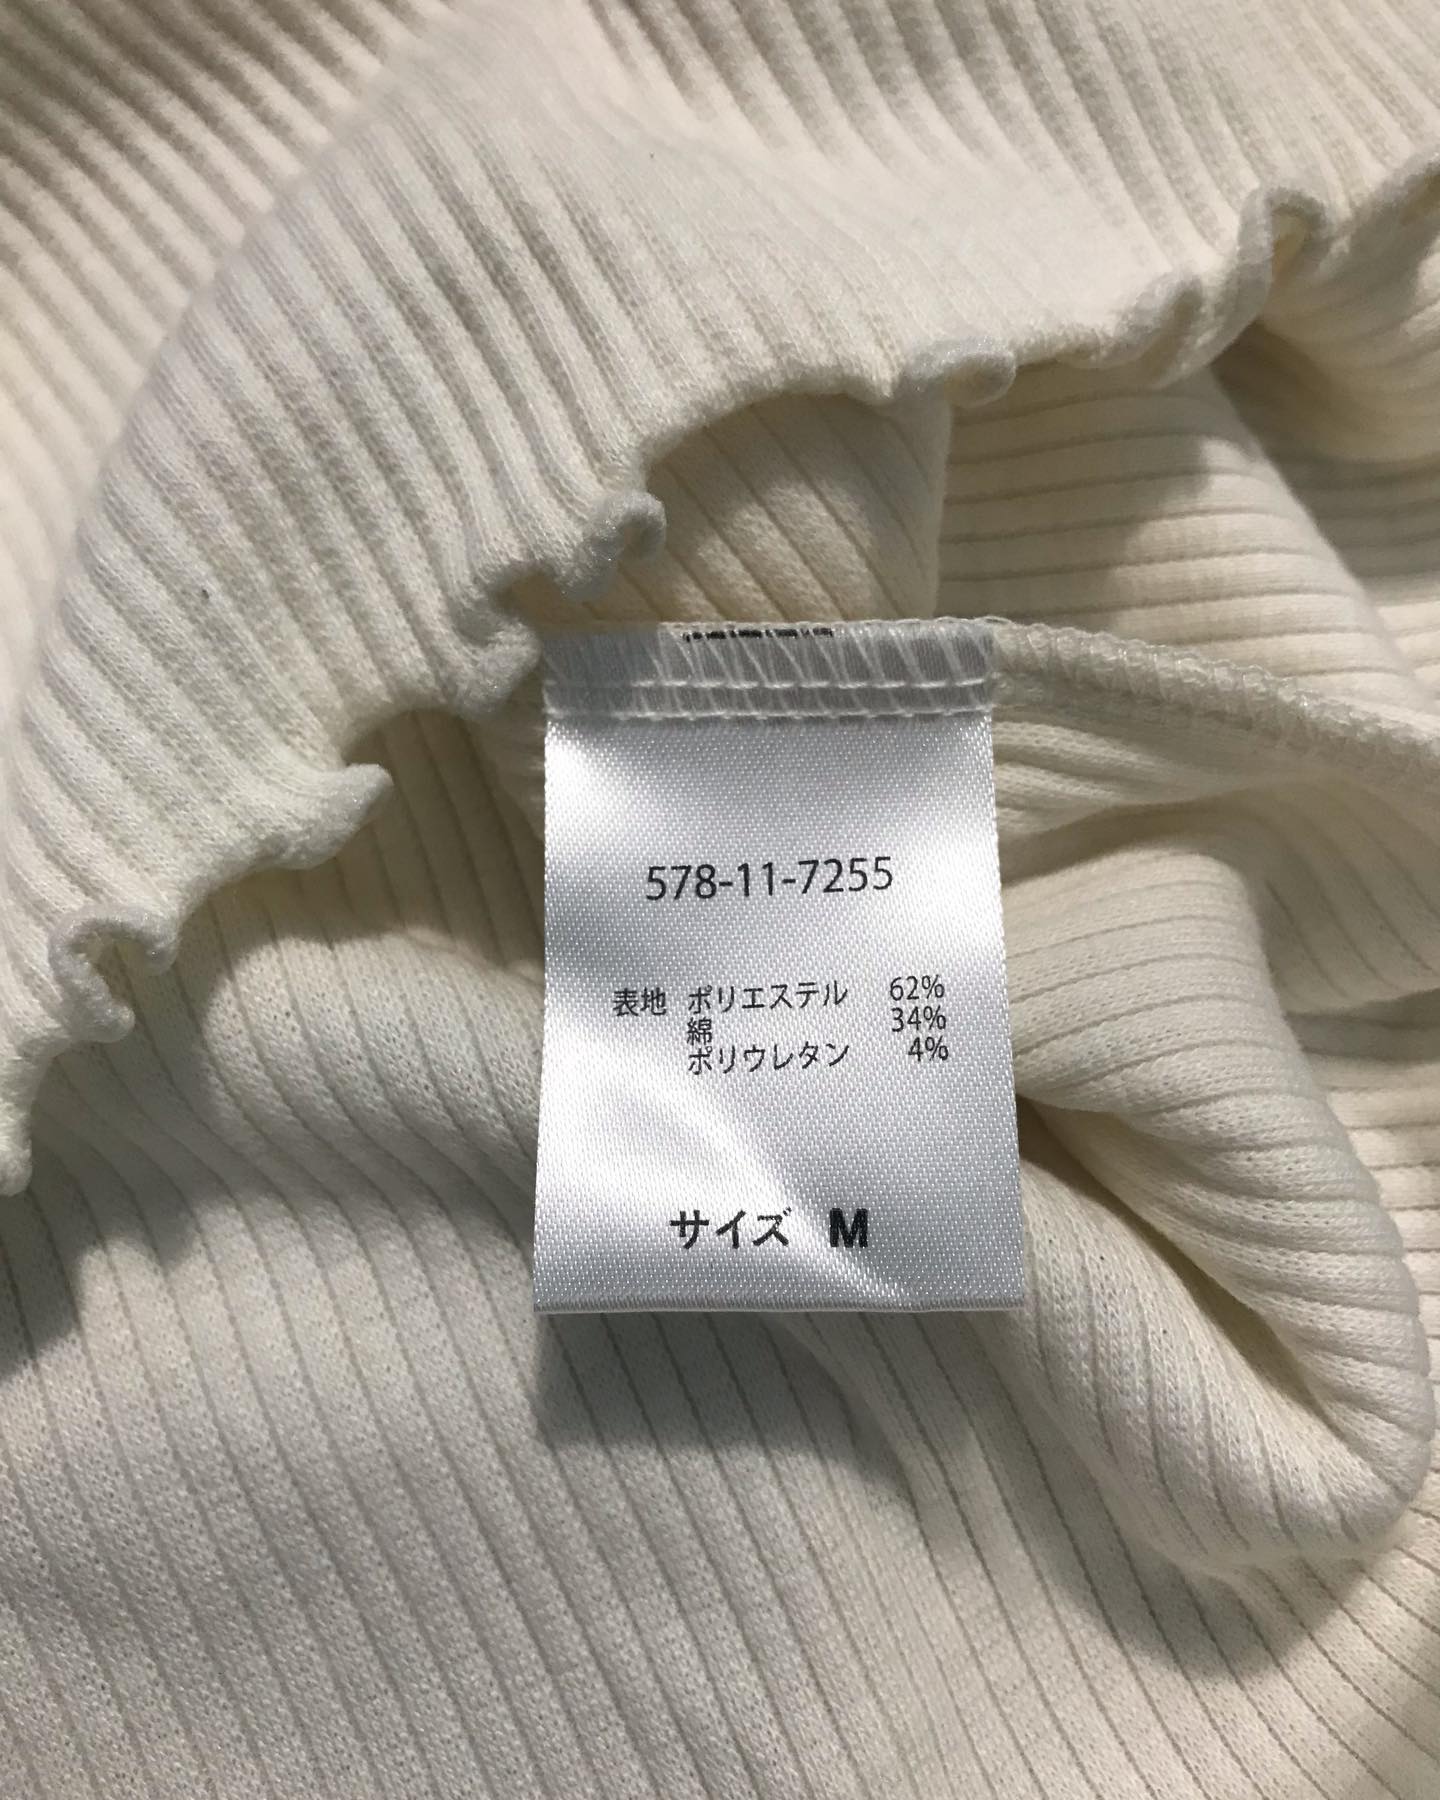 578-11-7255
表地 ポリエステル 62%
綿 34%
ポリウレタン 4%
サイズ M